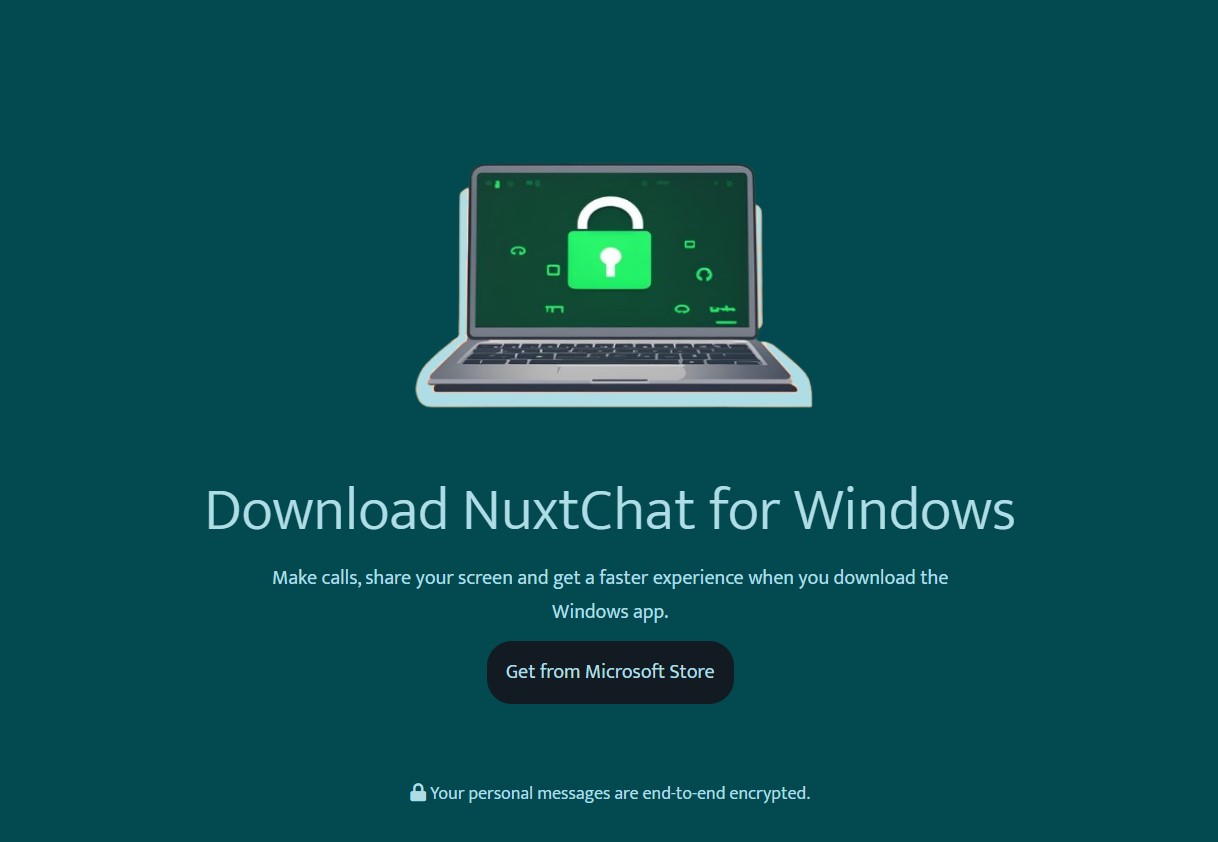 Download NuxtChat for Windows
Make calls, share your screen and get a faster experience when you download the
Windows app.
Get from Microsoft Store
Your personal messages are end-to-end encrypted.